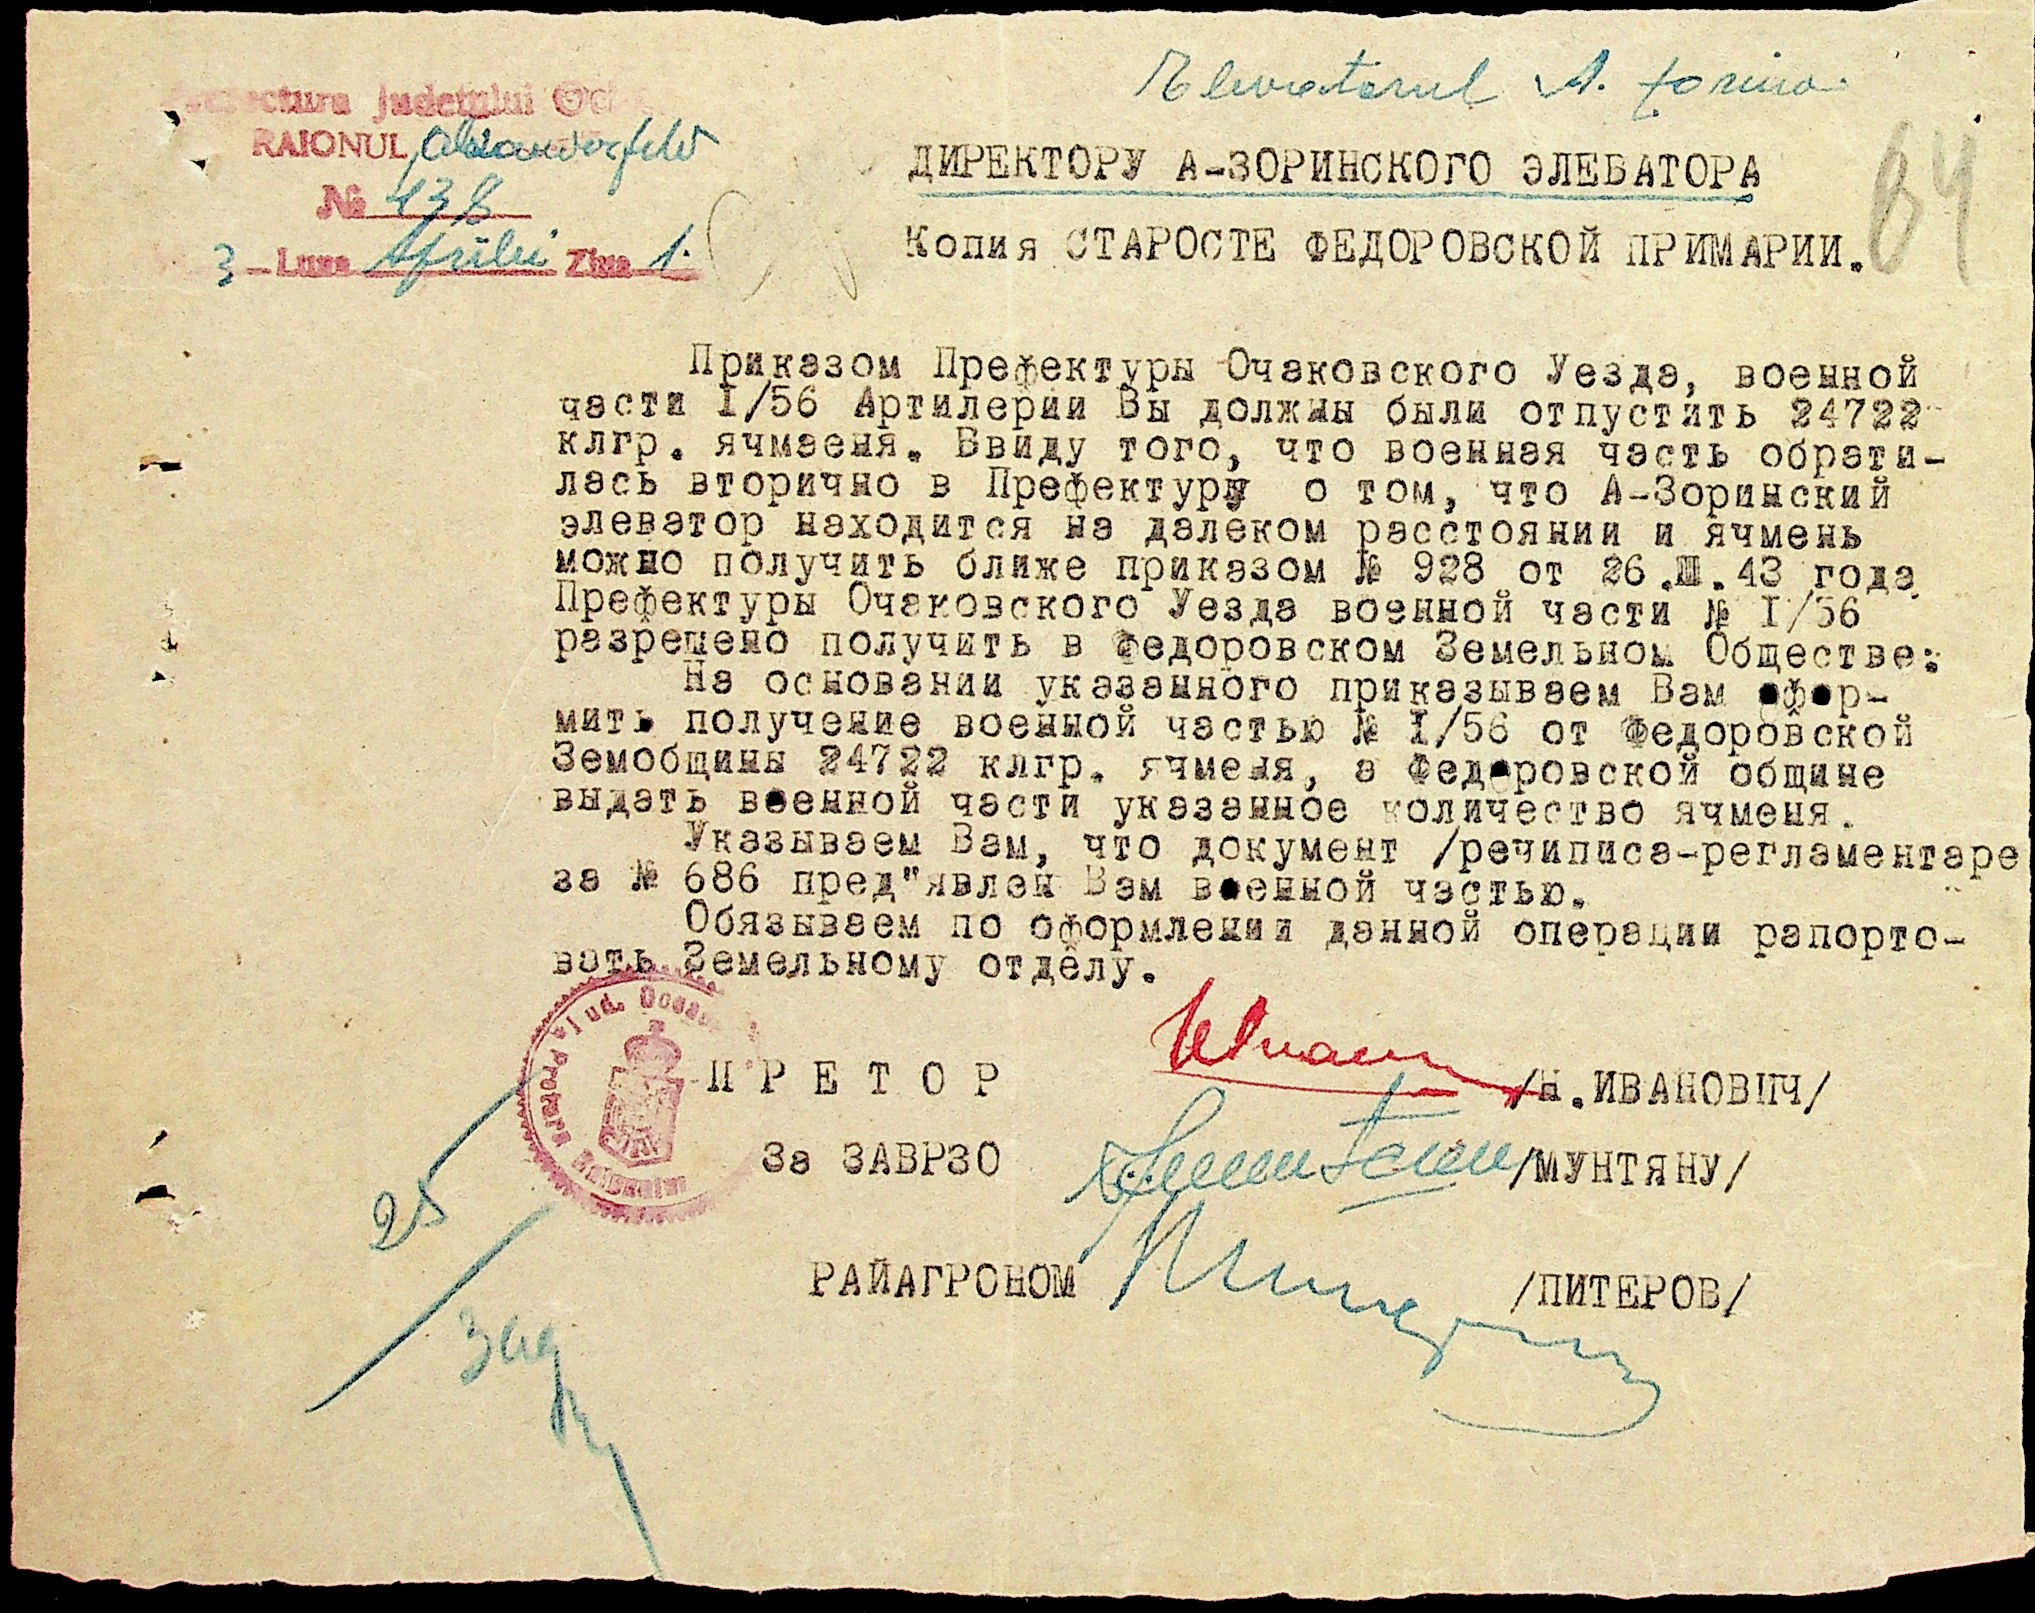 Prefectura Județului Oc
RAIONUL Alexanderfeld
№ 438
3 Luna Aprilie Ziua 1.
Elevatorul A. Zorino
ДИРЕКТОРУ А-ЗОРИНСКОГО ЭЛЕВАТОРА
64
Копия СТАРОСТЕ ФЕДОРОВСКОЙ ПРИМАРИИ.
Приказом Префектуры Очаковского Уезда, военной
части I/56 Артилерии Вы должны были отпустить 24722
клгр. ячмаеня. Ввиду того, что военная часть обрати-
лась вторично в Префектуру о том, что А-Зоринский
элеватор находится на далеком расстоянии и ячмень
можно получить ближе приказом № 928 от 26.Ш.43 года
Префектуры Очаковского Уезда военной части № I/56
разрешено получить в Федоровском Земельном Обществе:
На основании указанного приказываем Вам офор-
мить получение военной частью № I/56 от Федоровской
Земобщины 24722 клгр. ячменя, а Федоровской общине
выдать военной части указанное количество ячменя.
Указываем Вам, что документ /речиписа-регламентаре
за № 686 пред"явлен Вам военной частью.
Обязываем по оформлении данной операции рапорто-
вать Земельному отделу.
ПРЕТОР /Н.ИВАНОВИЧ/
За ЗАВРЗО /МУНТЯНУ/
РАЙАГРОНОМ /ПИТЕРОВ/